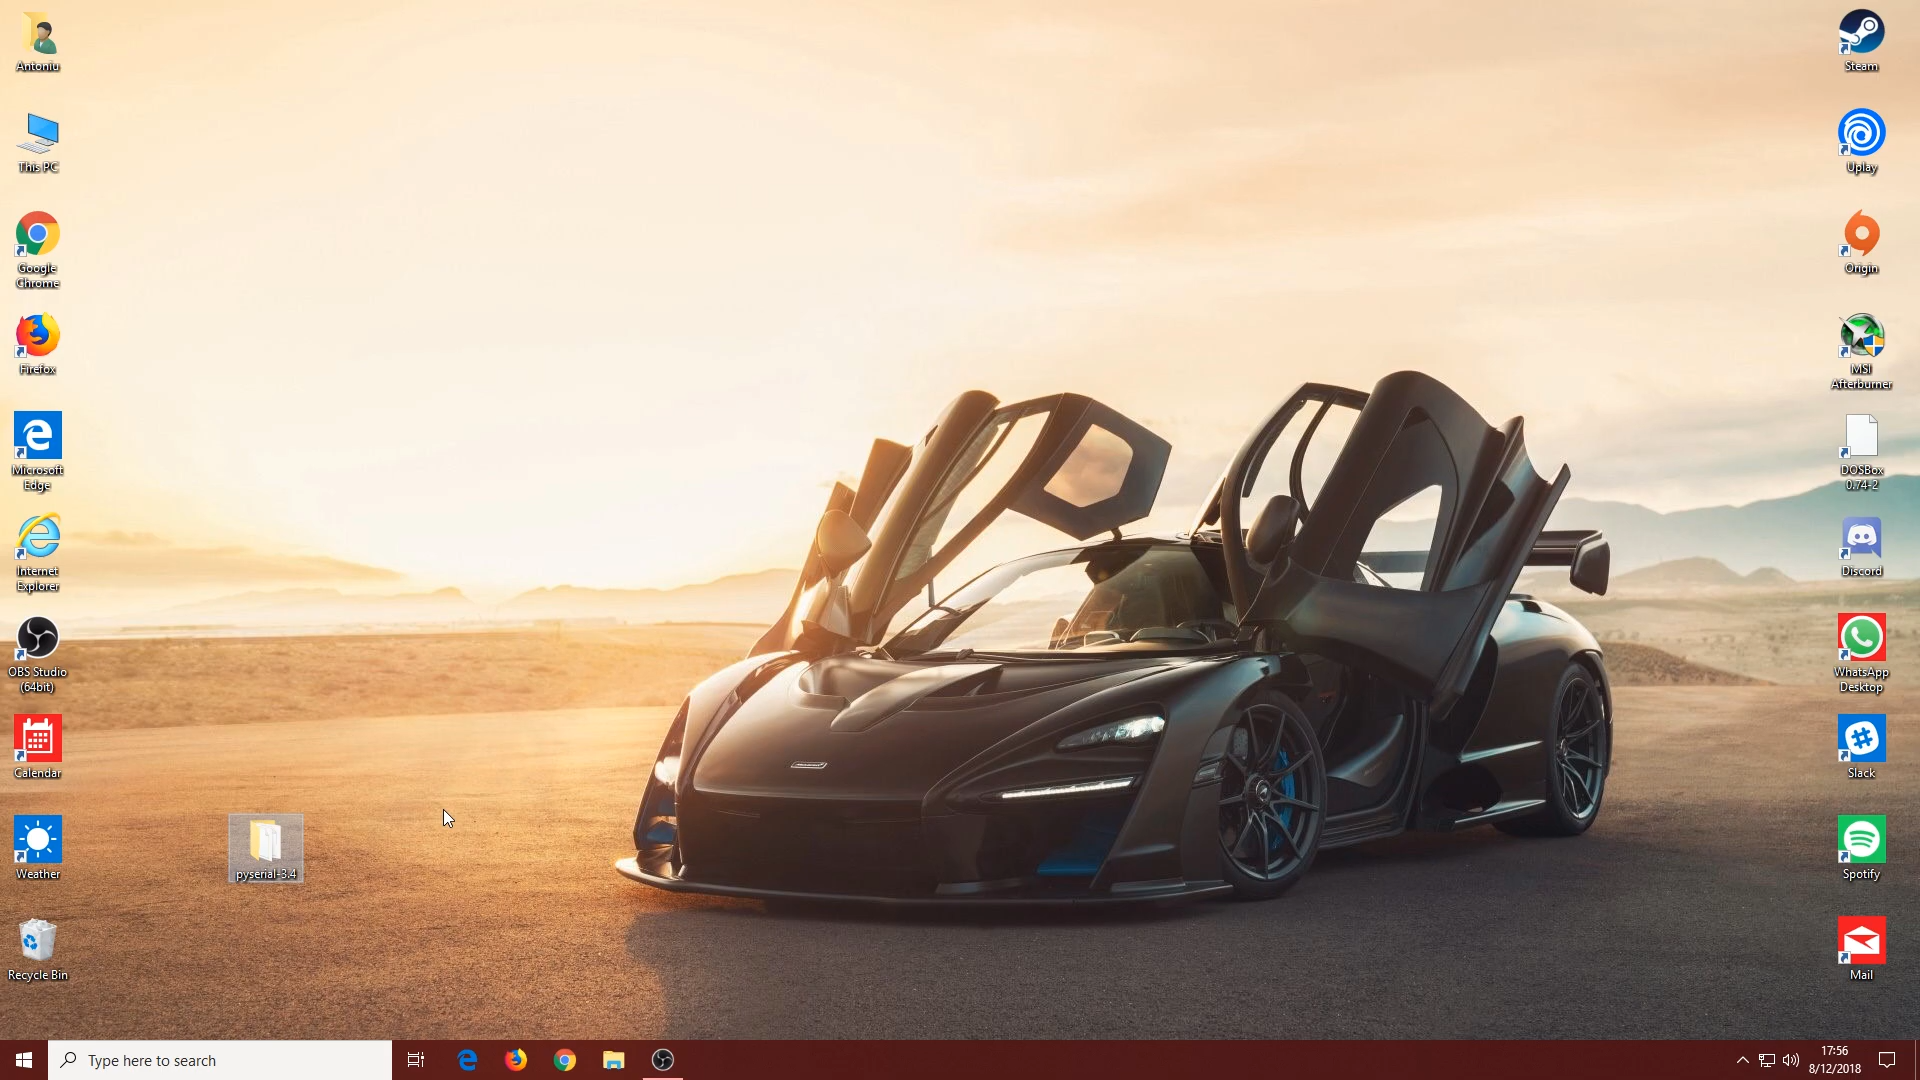 Antoniu
This PC
Google
Chrome
Firefox
Microsoft
Edge
Internet
Explorer
OBS Studio
(64bit)
Calendar
Weather
Recycle Bin
pyserial-3.4
Steam
Uplay
Origin
MSI
Afterburner
DOSBox
0.74-2
Discord
WhatsApp
Desktop
Slack
Spotify
Mail
Type here to search
17:56
8/12/2018